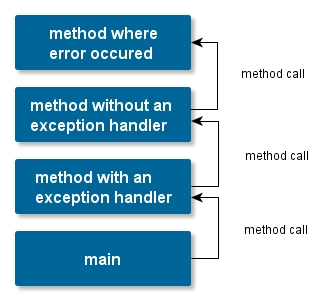 method where
error occured
method call
method without an
exception handler
method call
method with an
exception handler
method call
main